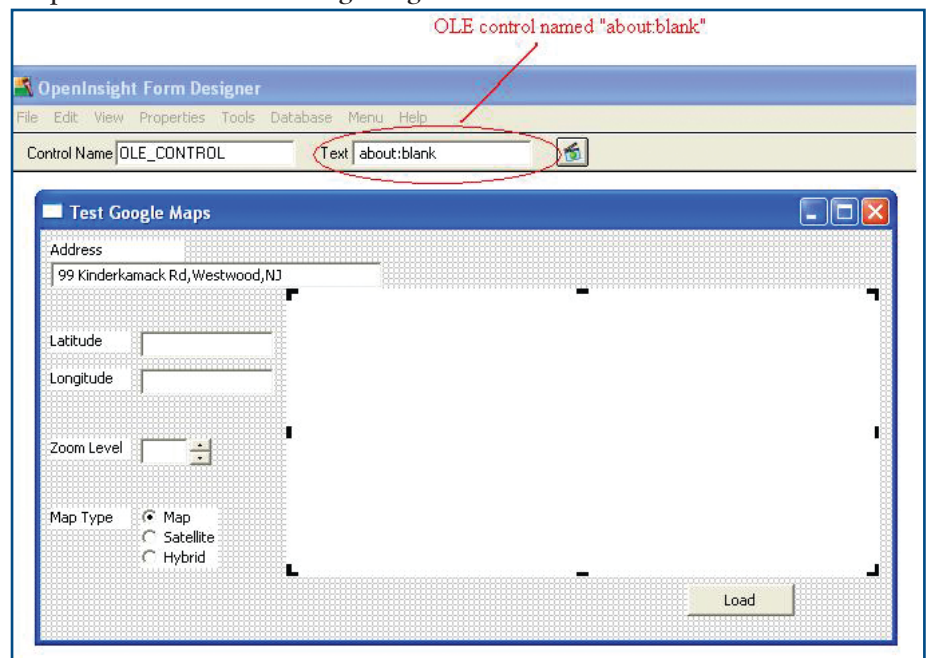 OLE control named "about:blank"
OpenInsight Form Designer
File Edit View Properties Tools Database Menu Help
Control Name OLE_CONTROL Text about:blank
Test Google Maps
Address
99 Kinderkamack Rd,Westwood,NJ
Latitude
Longitude
Zoom Level
Map Type Map
Satellite
Hybrid
Load